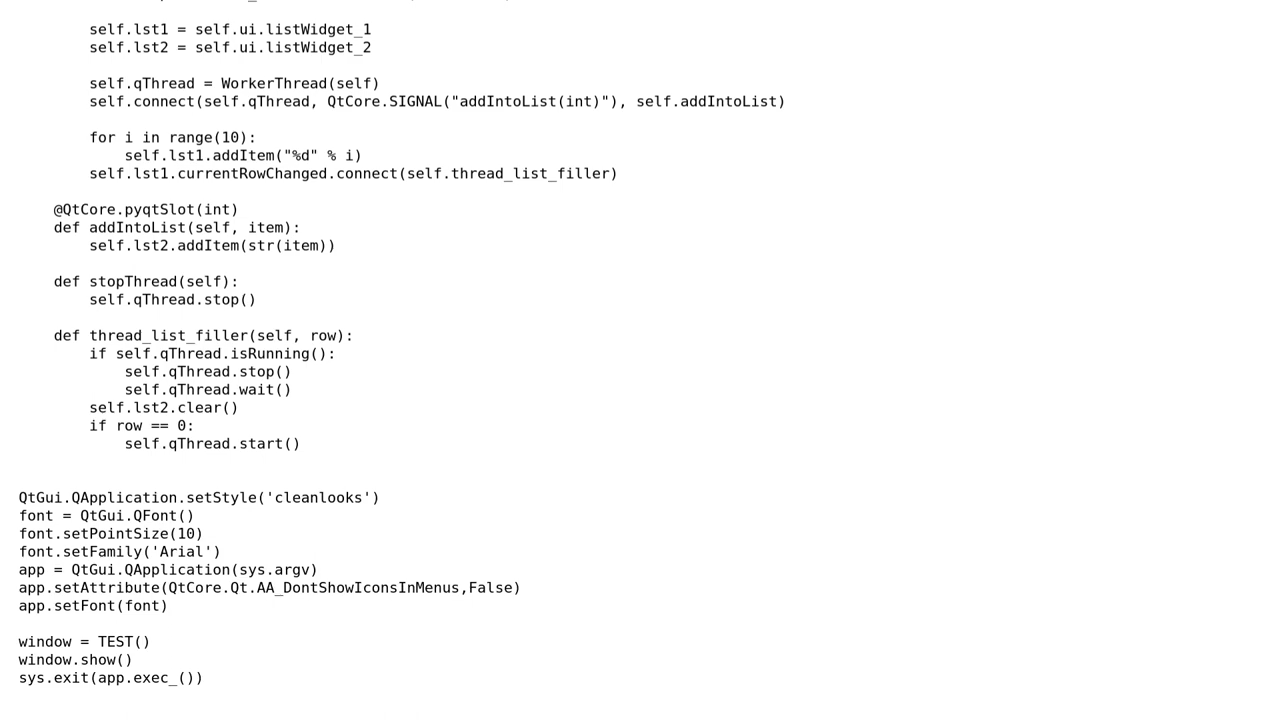 self.lst1 = self.ui.listWidget_1
self.lst2 = self.ui.listWidget_2
self.qThread = WorkerThread(self)
self.connect(self.qThread, QtCore.SIGNAL("addIntoList(int)"), self.addIntoList)
for i in range(10):
self.lst1.addItem("%d" % i)
self.lst1.currentRowChanged.connect(self.thread_list_filler)
@QtCore.pyqtSlot(int)
def addIntoList(self, item):
self.lst2.addItem(str(item))
def stopThread(self):
self.qThread.stop()
def thread_list_filler(self, row):
if self.qThread.isRunning():
self.qThread.stop()
self.qThread.wait()
self.lst2.clear()
if row == 0:
self.qThread.start()
QtGui.QApplication.setStyle('cleanlooks')
font = QtGui.QFont()
font.setPointSize(10)
font.setFamily('Arial')
app = QtGui.QApplication(sys.argv)
app.setAttribute(QtCore.Qt.AA_DontShowIconsInMenus,False)
app.setFont(font)
window = TEST()
window.show()
sys.exit(app.exec_())